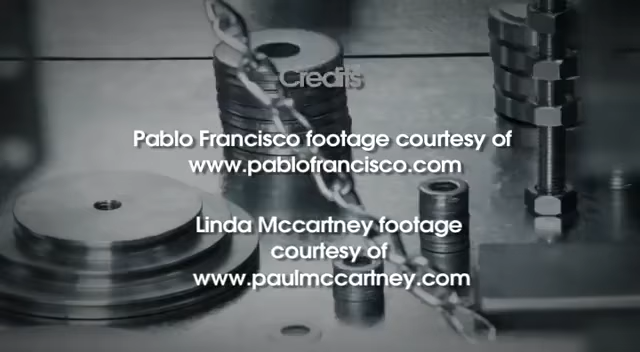 Credits
Pablo Francisco footage courtesy of
www.pablofrancisco.com
Linda Mccartney footage
courtesy of
www.paulmccartney.com